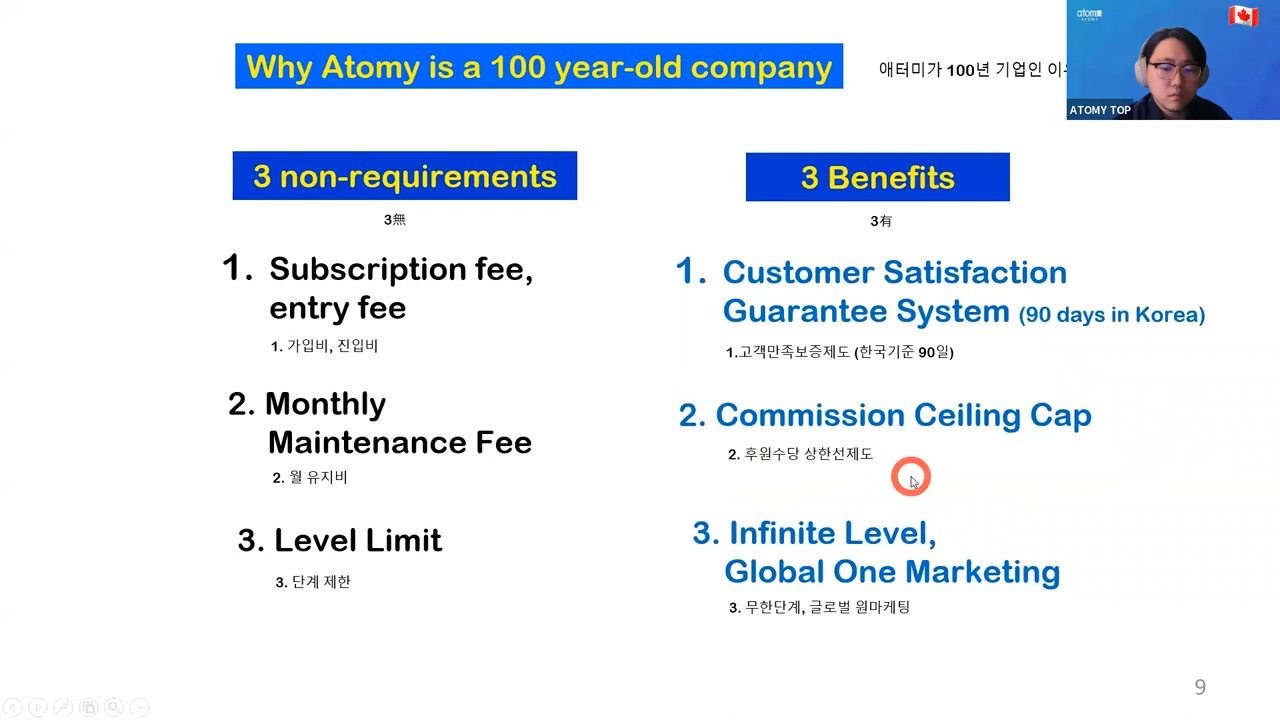 Why Atomy is a 100 year-old company
애터미가 100년 기업인 이
atom美
ATOMY
ATOMY TOP
3 non-requirements
3無
1. Subscription fee,
entry fee
1. 가입비, 진입비
2. Monthly
Maintenance Fee
2. 월 유지비
3. Level Limit
3. 단계 제한
3 Benefits
3有
1. Customer Satisfaction
Guarantee System (90 days in Korea)
1.고객만족보증제도 (한국기준 90일)
2. Commission Ceiling Cap
2. 후원수당 상한선제도
3. Infinite Level,
Global One Marketing
3. 무한단계, 글로벌 원마케팅
9